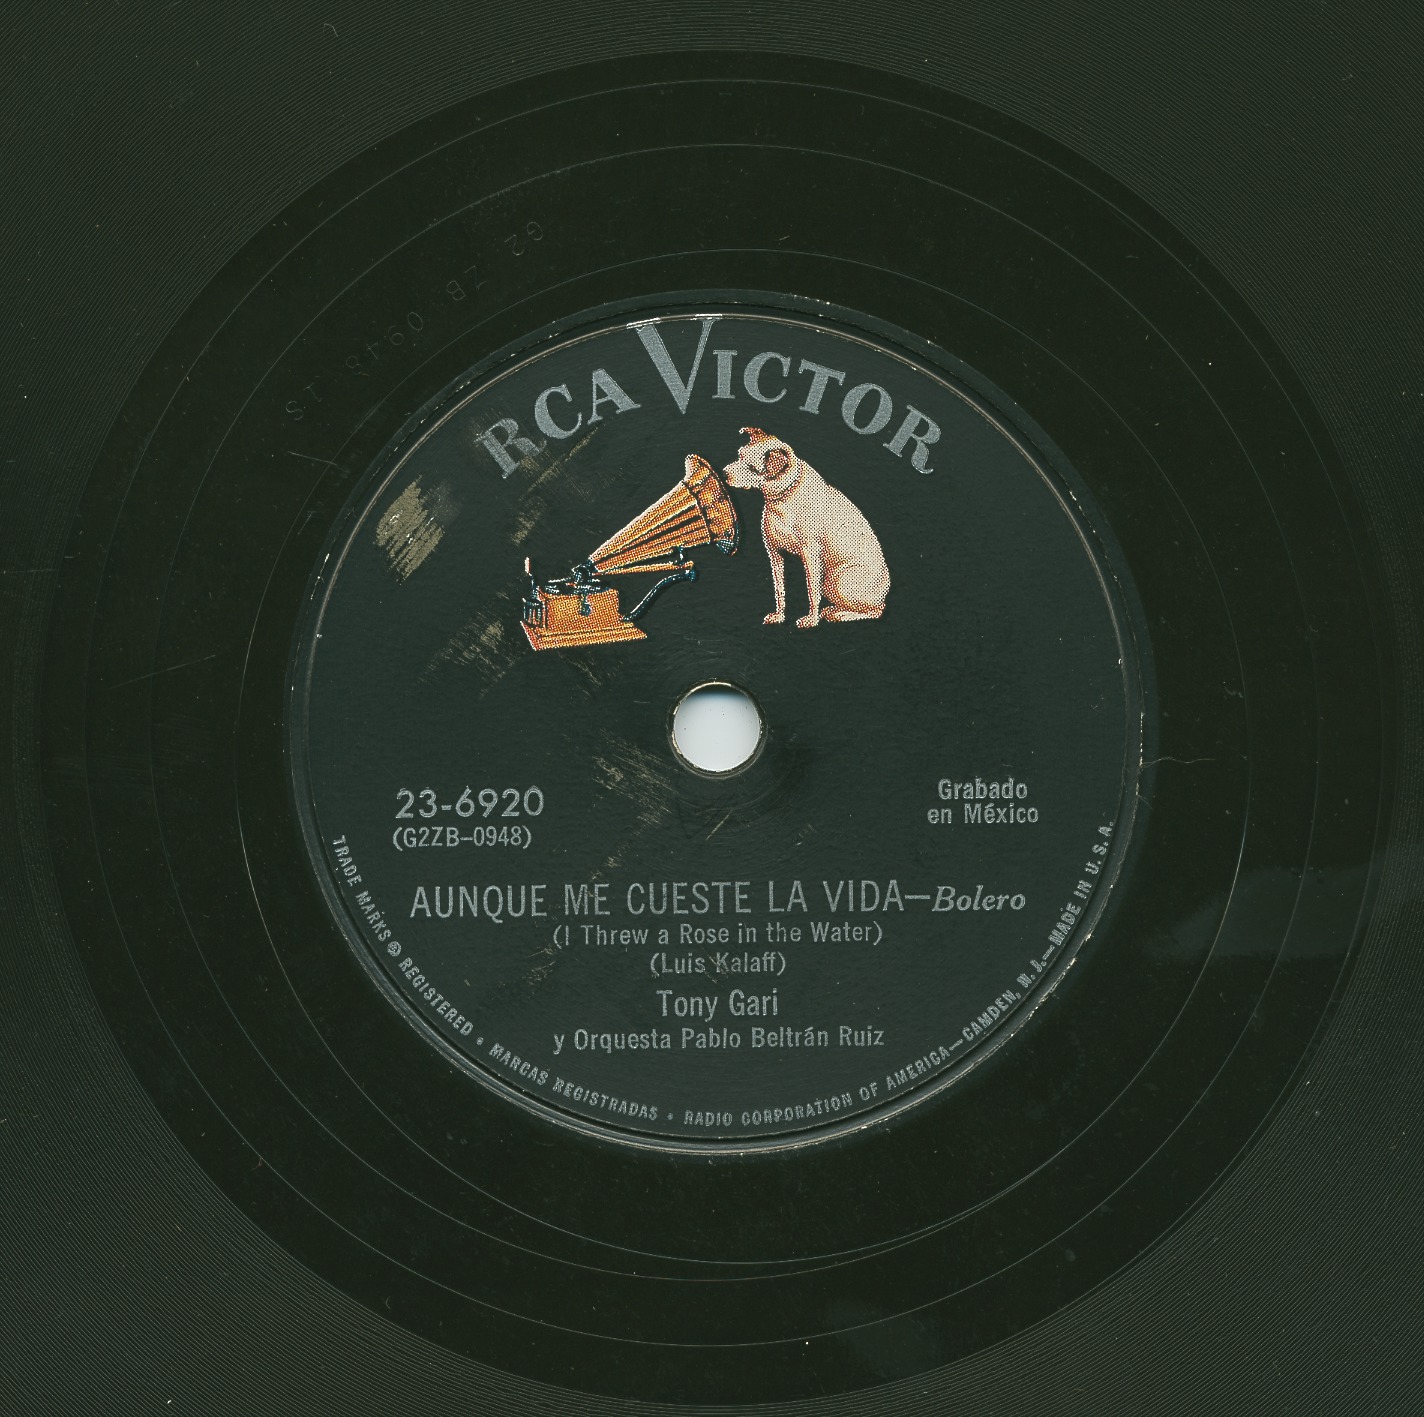 G2 ZB 0948 1S
RCA VICTOR
23-6920
(G2ZB-0948)
Grabado
en México
AUNQUE ME CUESTE LA VIDA—Bolero
(I Threw a Rose in the Water)
(Luis Kalaff)
Tony Gari
y Orquesta Pablo Beltrán Ruiz
TRADE MARKS ® REGISTERED • MARCAS REGISTRADAS • RADIO CORPORATION OF AMERICA—CAMDEN, N. J.—MADE IN U. S. A.